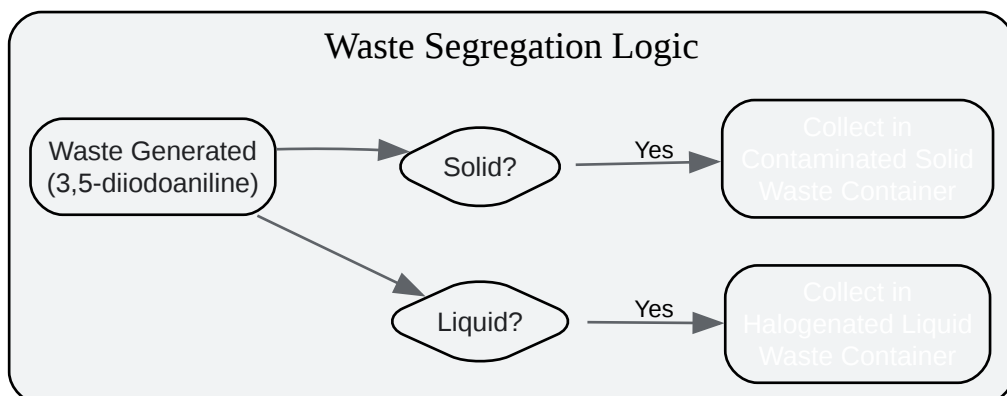 Waste Segregation Logic
Waste Generated
(3,5-diiodoaniline)
Solid?
Yes
Collect in
Contaminated Solid
Waste Container
Liquid?
Yes
Collect in
Halogenated Liquid
Waste Container